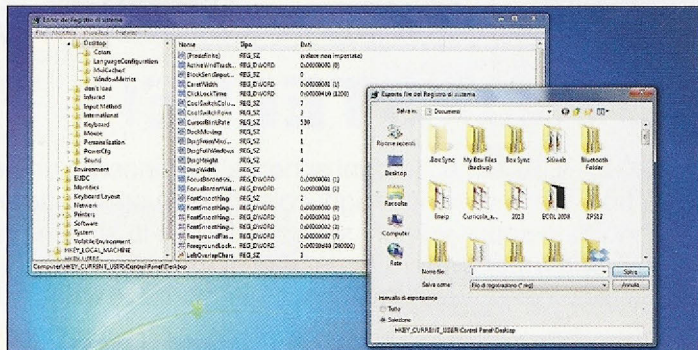 Editor del Registro di sistema
File Modifica Visualizza Preferiti ?
Desktop
Colors
LanguageConfiguration
MuiCached
WindowMetrics
don't load
Infrared
Input Method
International
Keyboard
Mouse
Personalization
PowerCfg
Sound
Environment
EUDC
Identities
Keyboard Layout
Network
Printers
Software
System
Volatile Environment
HKEY_LOCAL_MACHINE
Computer\HKEY_CURRENT_USER\Control Panel\Desktop
Nome Tipo Dati
(Predefinito) REG_SZ (valore non impostato)
ActiveWndTrack... REG_DWORD 0x00000000 (0)
BlockSendInput... REG_SZ 0
CaretWidth REG_DWORD 0x00000001 (1)
ClickLockTime REG_DWORD (1200)
CoolSwitchColu... REG_SZ 7
CoolSwitchRows REG_SZ 3
CursorBlinkRate REG_SZ 530
DockMoving REG_SZ 1
DragFromMaxi... REG_SZ 1
DragFullWindows REG_SZ 1
DragHeight REG_SZ 4
DragWidth REG_SZ 4
FocusBorderHei... REG_DWORD 0x00000001 (1)
FocusBorderWid... REG_DWORD 0x00000001 (1)
FontSmoothing REG_SZ 2
FontSmoothing... REG_DWORD 0x00000000 (0)
FontSmoothing... REG_DWORD 0x00000001 (1)
FontSmoothing... REG_DWORD 0x00000002 (2)
ForegroundFlas... REG_DWORD 0x00000007 (7)
ForegroundLock... REG_DWORD (200000)
LeftOverlapChars REG_SZ 3
Esporta file del Registro di sistema
Salva in: Documenti
Risorse recenti
Desktop
Raccolte
Computer
Rete
.Box Sync
My Box Files (backup)
Box Sync
Sitiweb
Bluetooth Folder
2013
ECDL 2008
Nome file:
Salva
Salva come: File di registrazione (*.reg)
Annulla
Intervallo di esportazione
Tutto
Selezione
HKEY_CURRENT_USER\Control Panel\Desktop